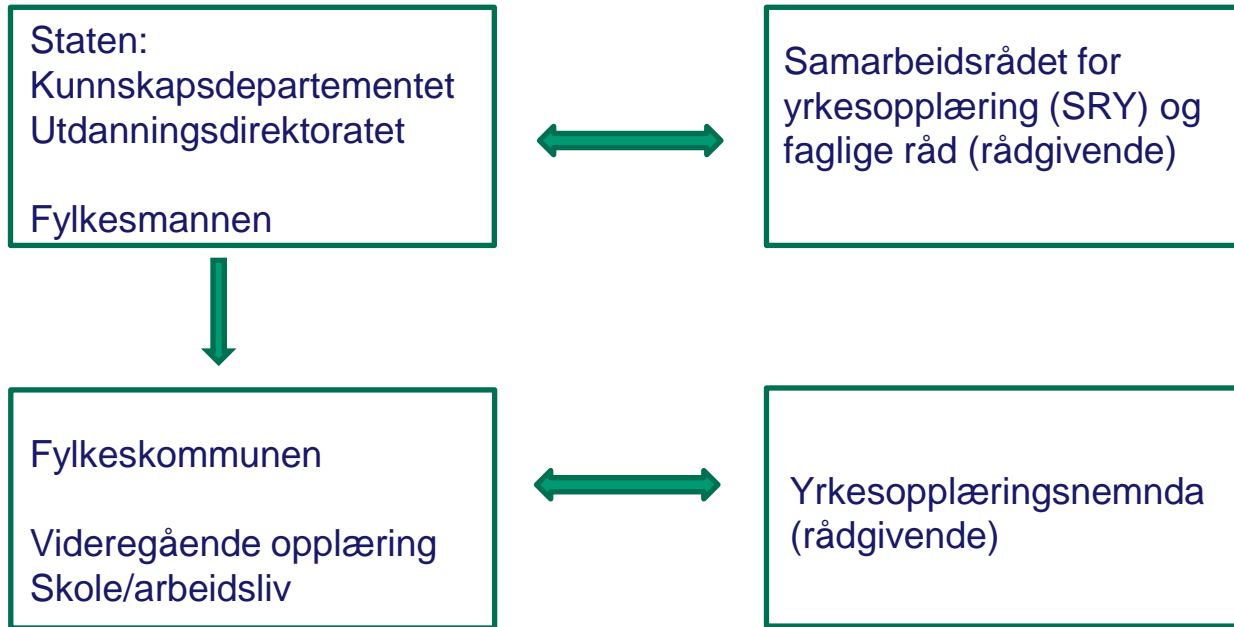 Staten:
Kunnskapsdepartementet
Utdanningsdirektoratet
Fylkesmannen
Samarbeidsrådet for
yrkesopplæring (SRY) og
faglige råd (rådgivende)
Fylkeskommunen
Videregående opplæring
Skole/arbeidsliv
Yrkesopplæringsnemnda
(rådgivende)